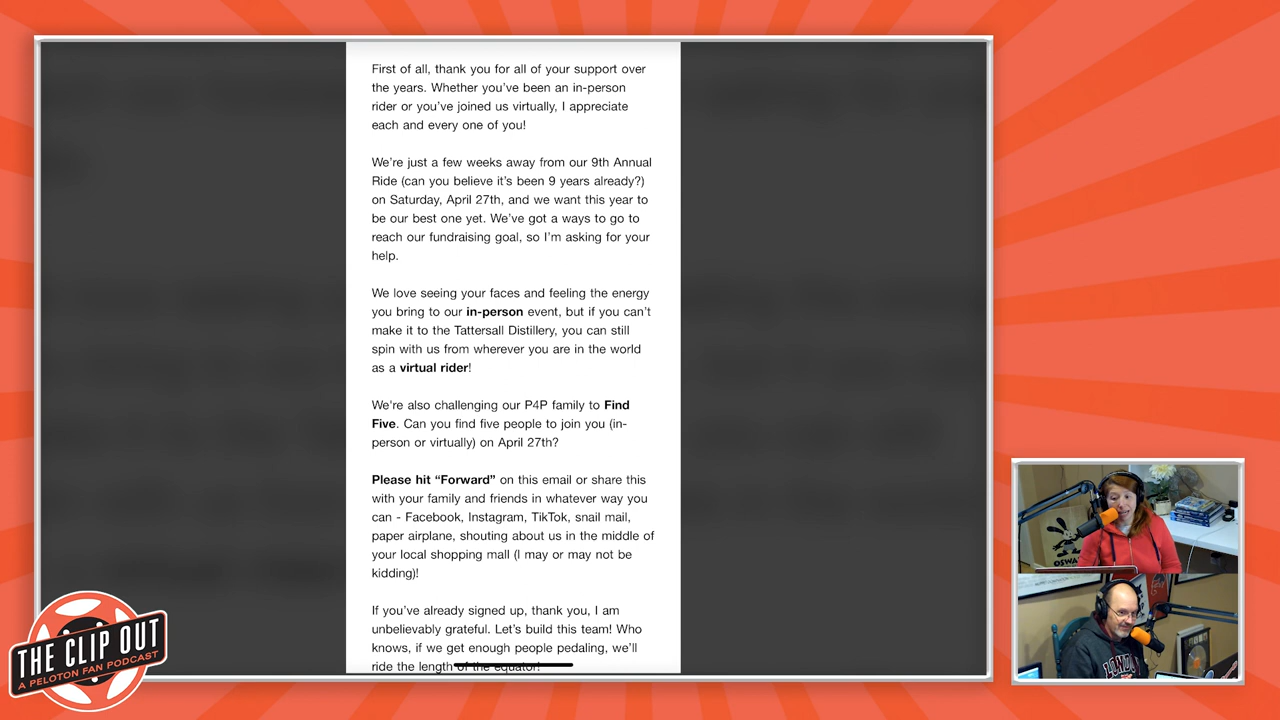 First of all, thank you for all of your support over
the years. Whether you've been an in-person
rider or you've joined us virtually, I appreciate
each and every one of you!
We're just a few weeks away from our 9th Annual
Ride (can you believe it's been 9 years already?)
on Saturday, April 27th, and we want this year to
be our best one yet. We've got a ways to go to
reach our fundraising goal, so I'm asking for your
help.
We love seeing your faces and feeling the energy
you bring to our in-person event, but if you can't
make it to the Tattersall Distillery, you can still
spin with us from wherever you are in the world
as a virtual rider!
We're also challenging our P4P family to Find
Five. Can you find five people to join you (in-
person or virtually) on April 27th?
Please hit “Forward” on this email or share this
with your family and friends in whatever way you
can - Facebook, Instagram, TikTok, snail mail,
paper airplane, shouting about us in the middle of
your local shopping mall (I may or may not be
kidding)!
If you've already signed up, thank you, I am
unbelievably grateful. Let's build this team! Who
knows, if we get enough people pedaling, we'll
ride the length of the equator!
THE CLIP OUT
A PELOTON FAN PODCAST
OSWA
LONDON